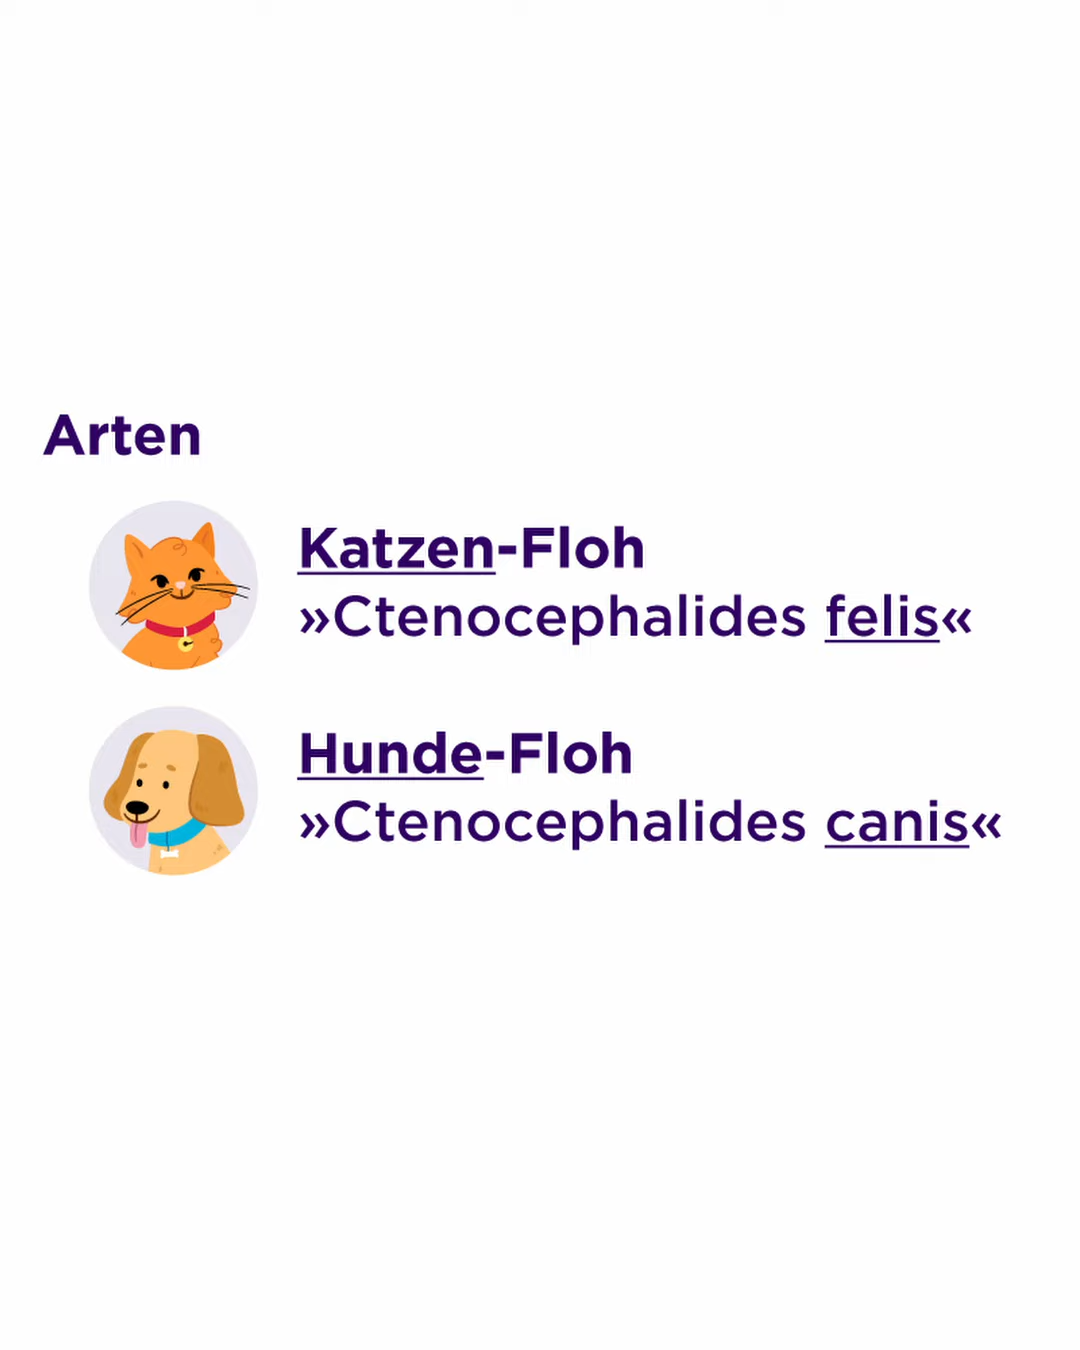 Arten
Katzen-Floh
»Ctenocephalides felis«
Hunde-Floh
»Ctenocephalides canis«